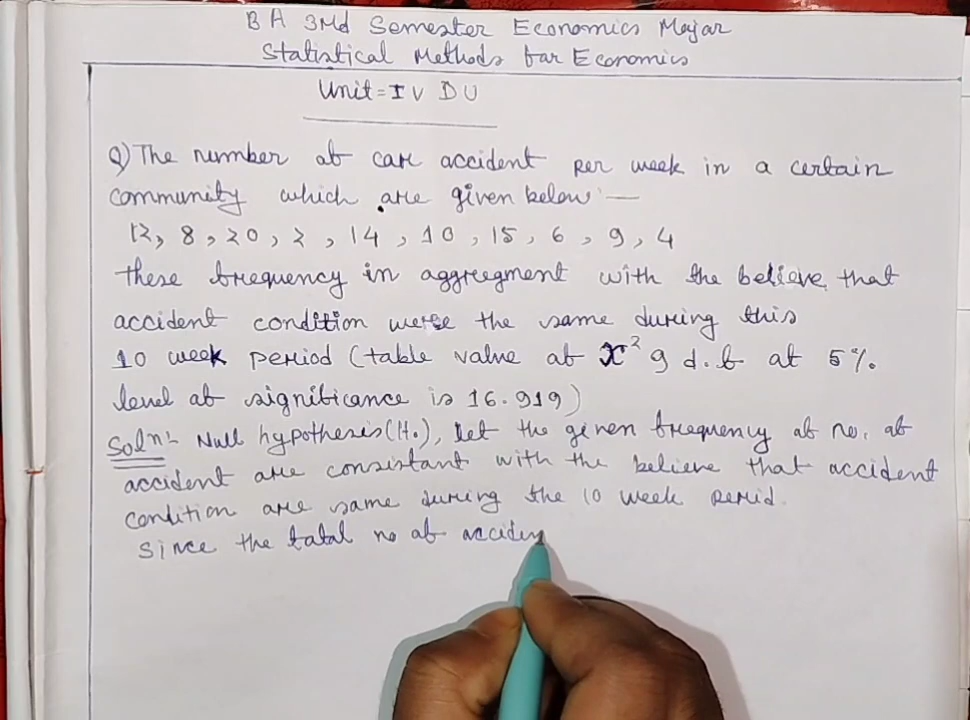 BA 3rd Semester Economics Major
Statistical Methods for Economics
Unit = IV DU
Q) The number of car accident per week in a certain
community which are given below :—
12, 8, 20, 2, 14, 10, 15, 6, 9, 4
these frequency in aggreegment with the believe that
accident condition were the same during this
10 week period (table value of X² 9 d.f at 5%
level of significance is 16.919)
Soln:- Null hypothesis (H₀), let the given frequency of no. of
accident are consistant with the believe that accident
condition are same during the 10 week period.
Since the total no of acciden